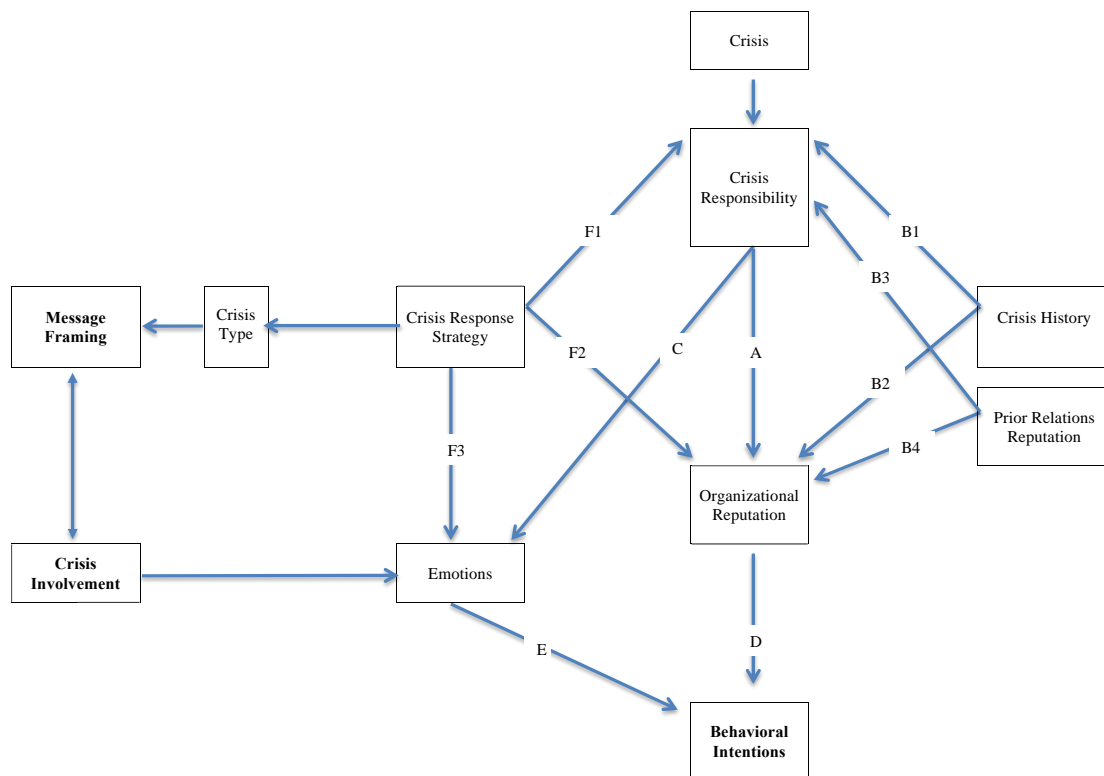 Crisis
Crisis
Responsibility
F1
B1
B3
Message
Framing
Crisis
Type
Crisis Response
Strategy
Crisis History
C
A
F2
B2
Prior Relations
Reputation
F3
B4
Organizational
Reputation
Crisis
Involvement
Emotions
E
D
Behavioral
Intentions